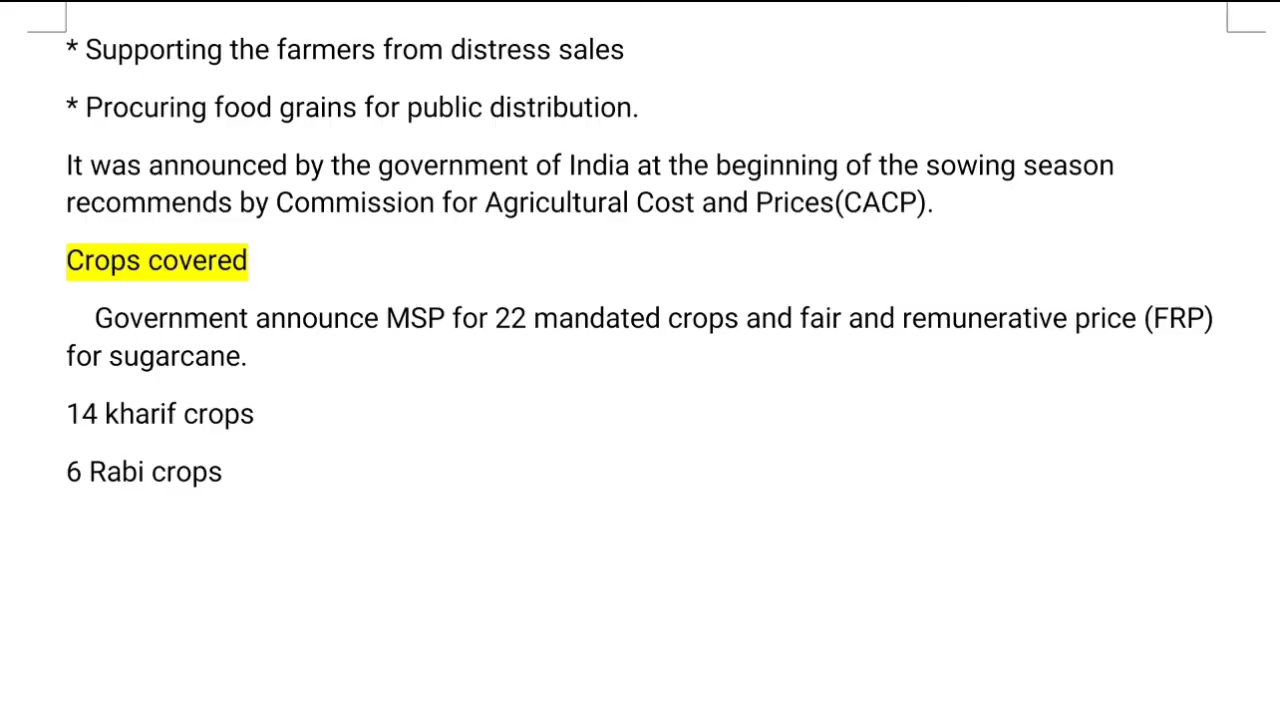 * Supporting the farmers from distress sales
* Procuring food grains for public distribution.
It was announced by the government of India at the beginning of the sowing season
recommends by Commission for Agricultural Cost and Prices(CACP).
Crops covered
Government announce MSP for 22 mandated crops and fair and remunerative price (FRP)
for sugarcane.
14 kharif crops
6 Rabi crops